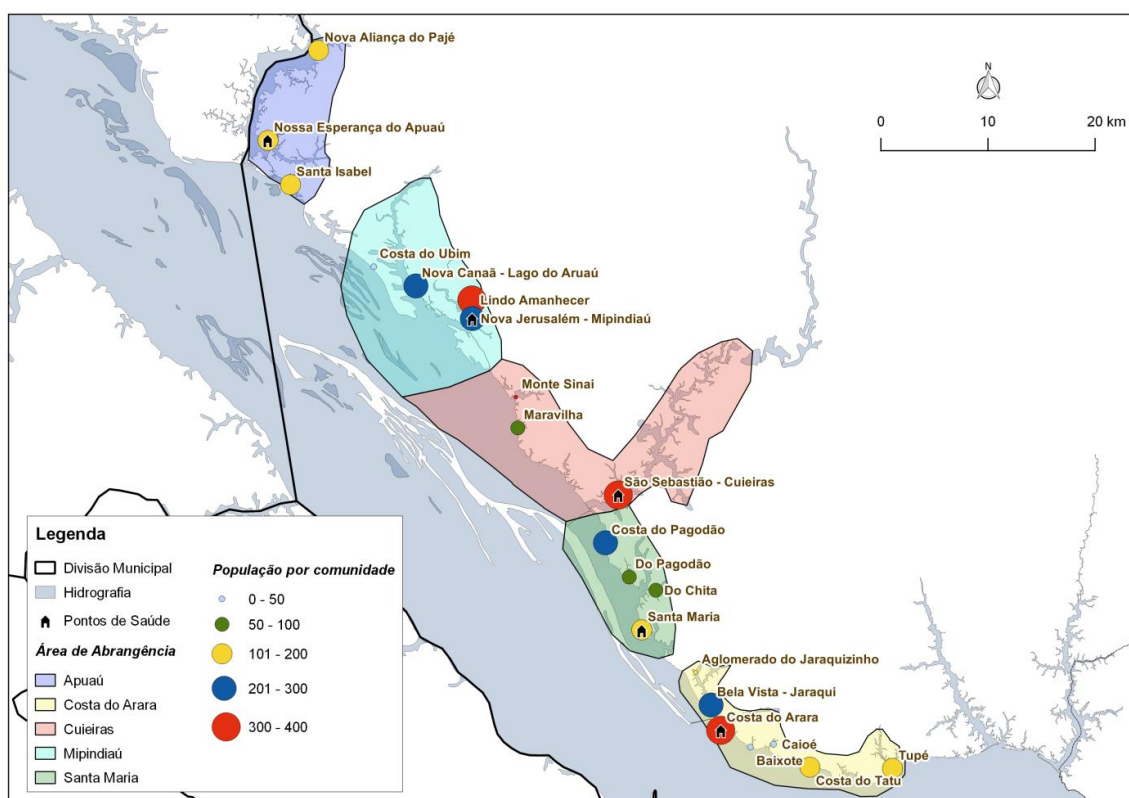 Nova Aliança do Pajé
N
0 10 20 km
Nossa Esperança do Apuaú
Santa Isabel
Costa do Ubim
Nova Canaã - Lago do Aruaú
Lindo Amanhecer
Nova Jerusalém - Mipindiaú
Monte Sinai
Maravilha
São Sebastião - Cuieiras
Costa do Pagodão
Do Pagodão
Do Chita
Santa Maria
Aglomerado do Jaraquizinho
Bela Vista - Jaraqui
Costa do Arara
Caioé
Tupé
Baixote
Costa do Tatu
Legenda
Divisão Municipal
Hidrografia
Pontos de Saúde
Área de Abrangência
Apuaú
Costa do Arara
Cuieiras
Mipindiaú
Santa Maria
População por comunidade
0 - 50
50 - 100
101 - 200
201 - 300
300 - 400